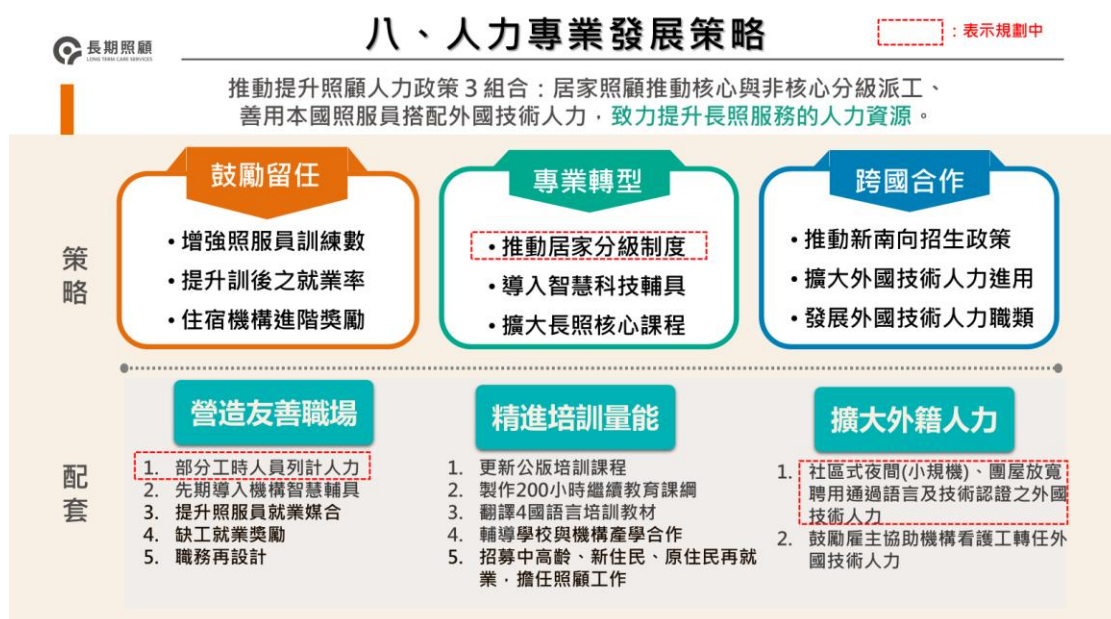 長期照顧
LONG TERM CARE SERVICES
八、人力專業發展策略
：表示規劃中
推動提升照顧人力政策3組合：居家照顧推動核心與非核心分級派工、
善用本國照服員搭配外國技術人力，致力提升長照服務的人力資源。
策略
鼓勵留任
•增強照服員訓練數
•提升訓後之就業率
•住宿機構進階獎勵
專業轉型
•推動居家分級制度
•導入智慧科技輔具
•擴大長照核心課程
跨國合作
•推動新南向招生政策
•擴大外國技術人力進用
•發展外國技術人力職類
配套
營造友善職場
1. 部分工時人員列計人力
2. 先期導入機構智慧輔具
3. 提升照服員就業媒合
4. 缺工就業獎勵
5. 職務再設計
精進培訓量能
1. 更新公版培訓課程
2. 製作200小時繼續教育課綱
3. 翻譯4國語言培訓教材
4. 輔導學校與機構產學合作
5. 招募中高齡、新住民、原住民再就
業，擔任照顧工作
擴大外籍人力
1. 社區式夜間(小規機)、團屋放寬
聘用通過語言及技術認證之外國
技術人力
2. 鼓勵雇主協助機構看護工轉任外
國技術人力